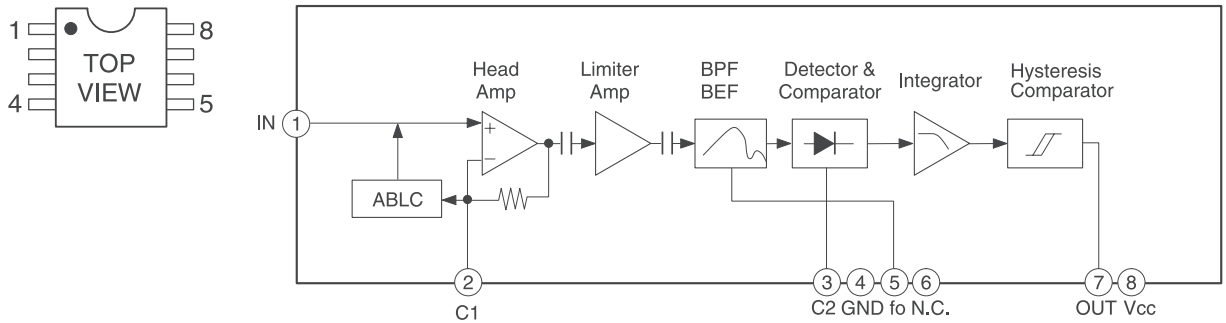 1
8
TOP
VIEW
4
5
Head
Amp
Limiter
Amp
BPF
BEF
Detector &
Comparator
Integrator
Hysteresis
Comparator
IN 1
+
−
ABLC
2
3 4 5 6
7 8
C1
C2 GND fo N.C.
OUT Vcc